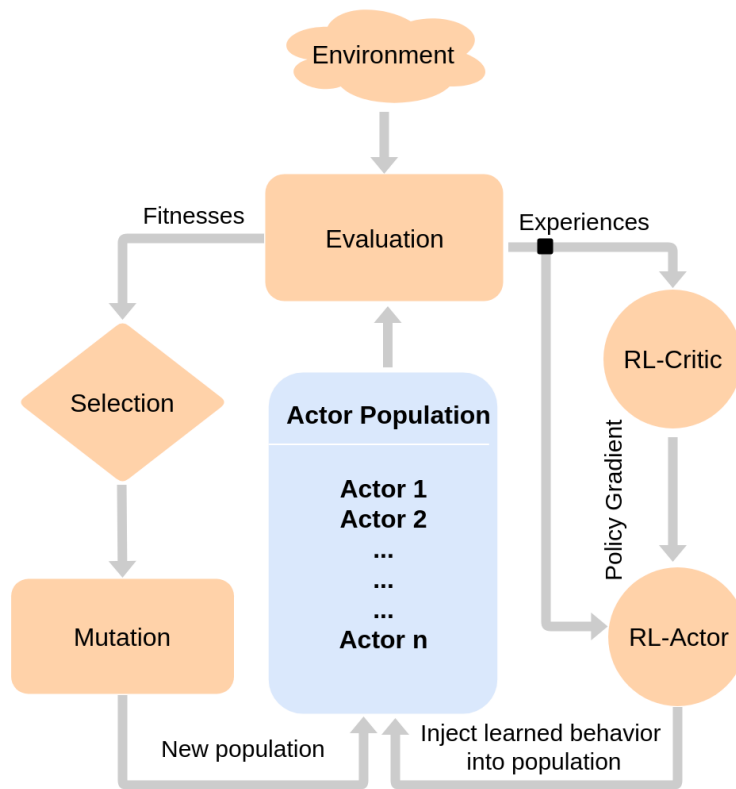 Environment
Fitnesses
Experiences
Evaluation
RL-Critic
Selection
Actor Population
Policy Gradient
Actor 1
Actor 2
...
...
...
Actor n
Mutation
RL-Actor
New population
Inject learned behavior
into population